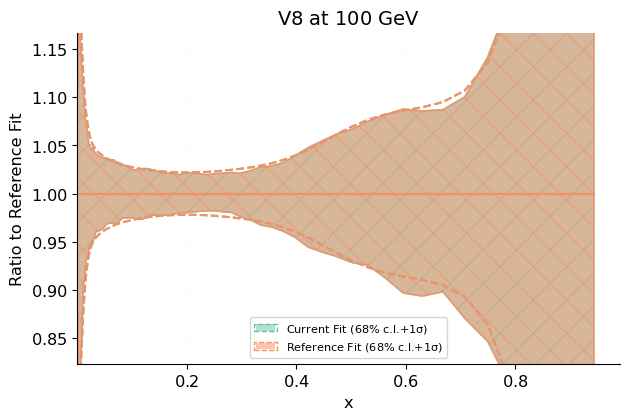 V8 at 100 GeV
Ratio to Reference Fit
1.15
1.10
1.05
1.00
0.95
0.90
0.85
Current Fit (68% c.l.+1σ)
Reference Fit (68% c.l.+1σ)
0.2 0.4 0.6 0.8
x